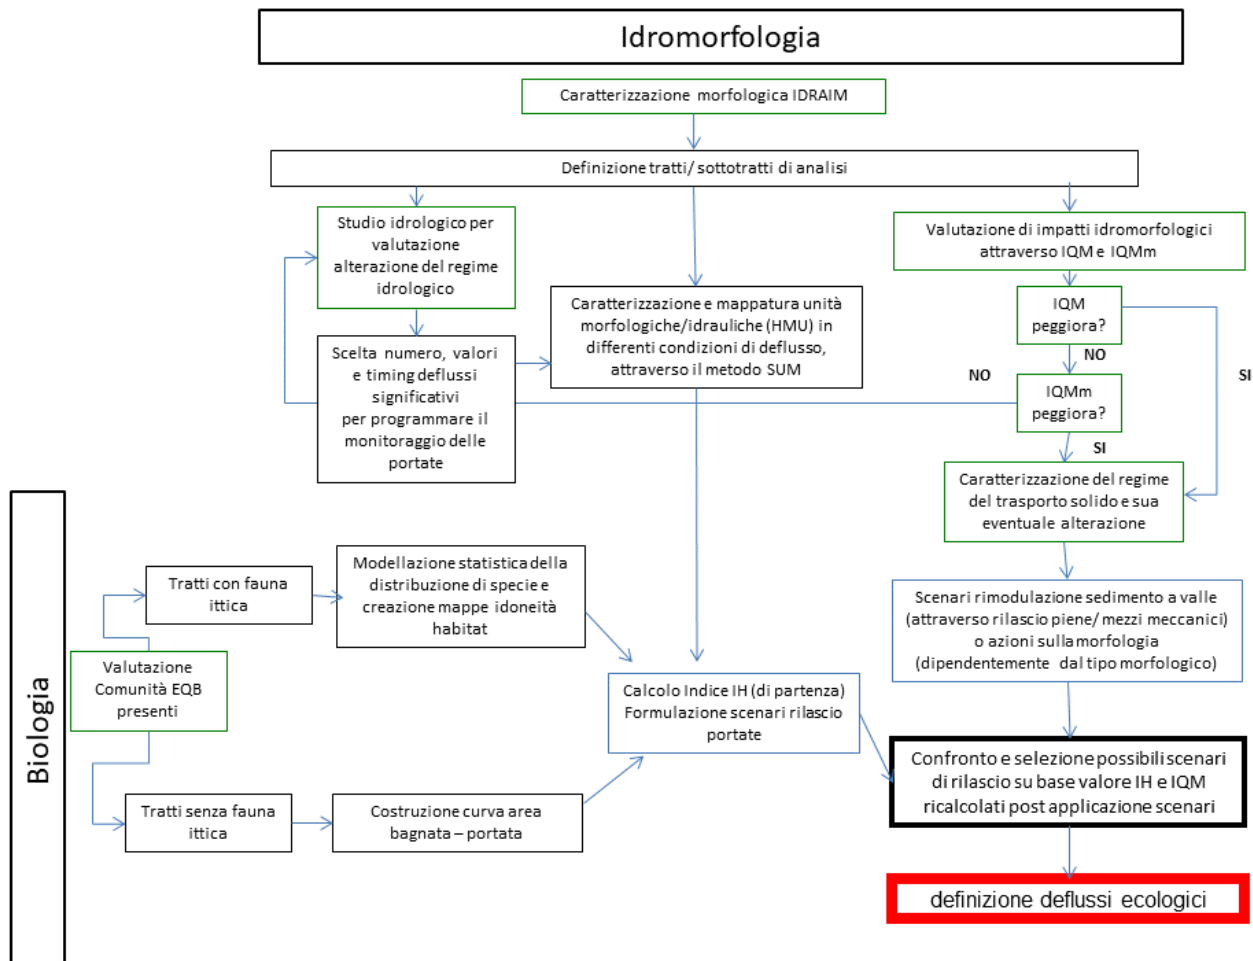 Idromorfologia
Caratterizzazione morfologica IDRAIM
Definizione tratti/ sottotratti di analisi
Studio idrologico per
valutazione
alterazione del regime
idrologico
Valutazione di impatti idromorfologici
attraverso IQM e IQMm
Caratterizzazione e mappatura unità
morfologiche/idrauliche (HMU) in
differenti condizioni di deflusso,
attraverso il metodo SUM
IQM
peggiora?
Scelta numero, valori
e timing deflussi
significativi
per programmare il
monitoraggio delle
portate
NO
NO
SI
IQMm
peggiora?
SI
Caratterizzazione del regime
del trasporto solido e sua
eventuale alterazione
Biologia
Tratti con fauna
ittica
Modellazione statistica della
distribuzione di specie e
creazione mappe idoneità
habitat
Scenari rimodulazione sedimento a valle
(attraverso rilascio piene/ mezzi meccanici)
o azioni sulla morfologia
(dipendentemente dal tipo morfologico)
Valutazione
Comunità EQB
presenti
Calcolo Indice IH (di partenza)
Formulazione scenari rilascio
portate
Confronto e selezione possibili scenari
di rilascio su base valore IH e IQM
ricalcolati post applicazione scenari
Tratti senza fauna
ittica
Costruzione curva area
bagnata – portata
definizione deflussi ecologici